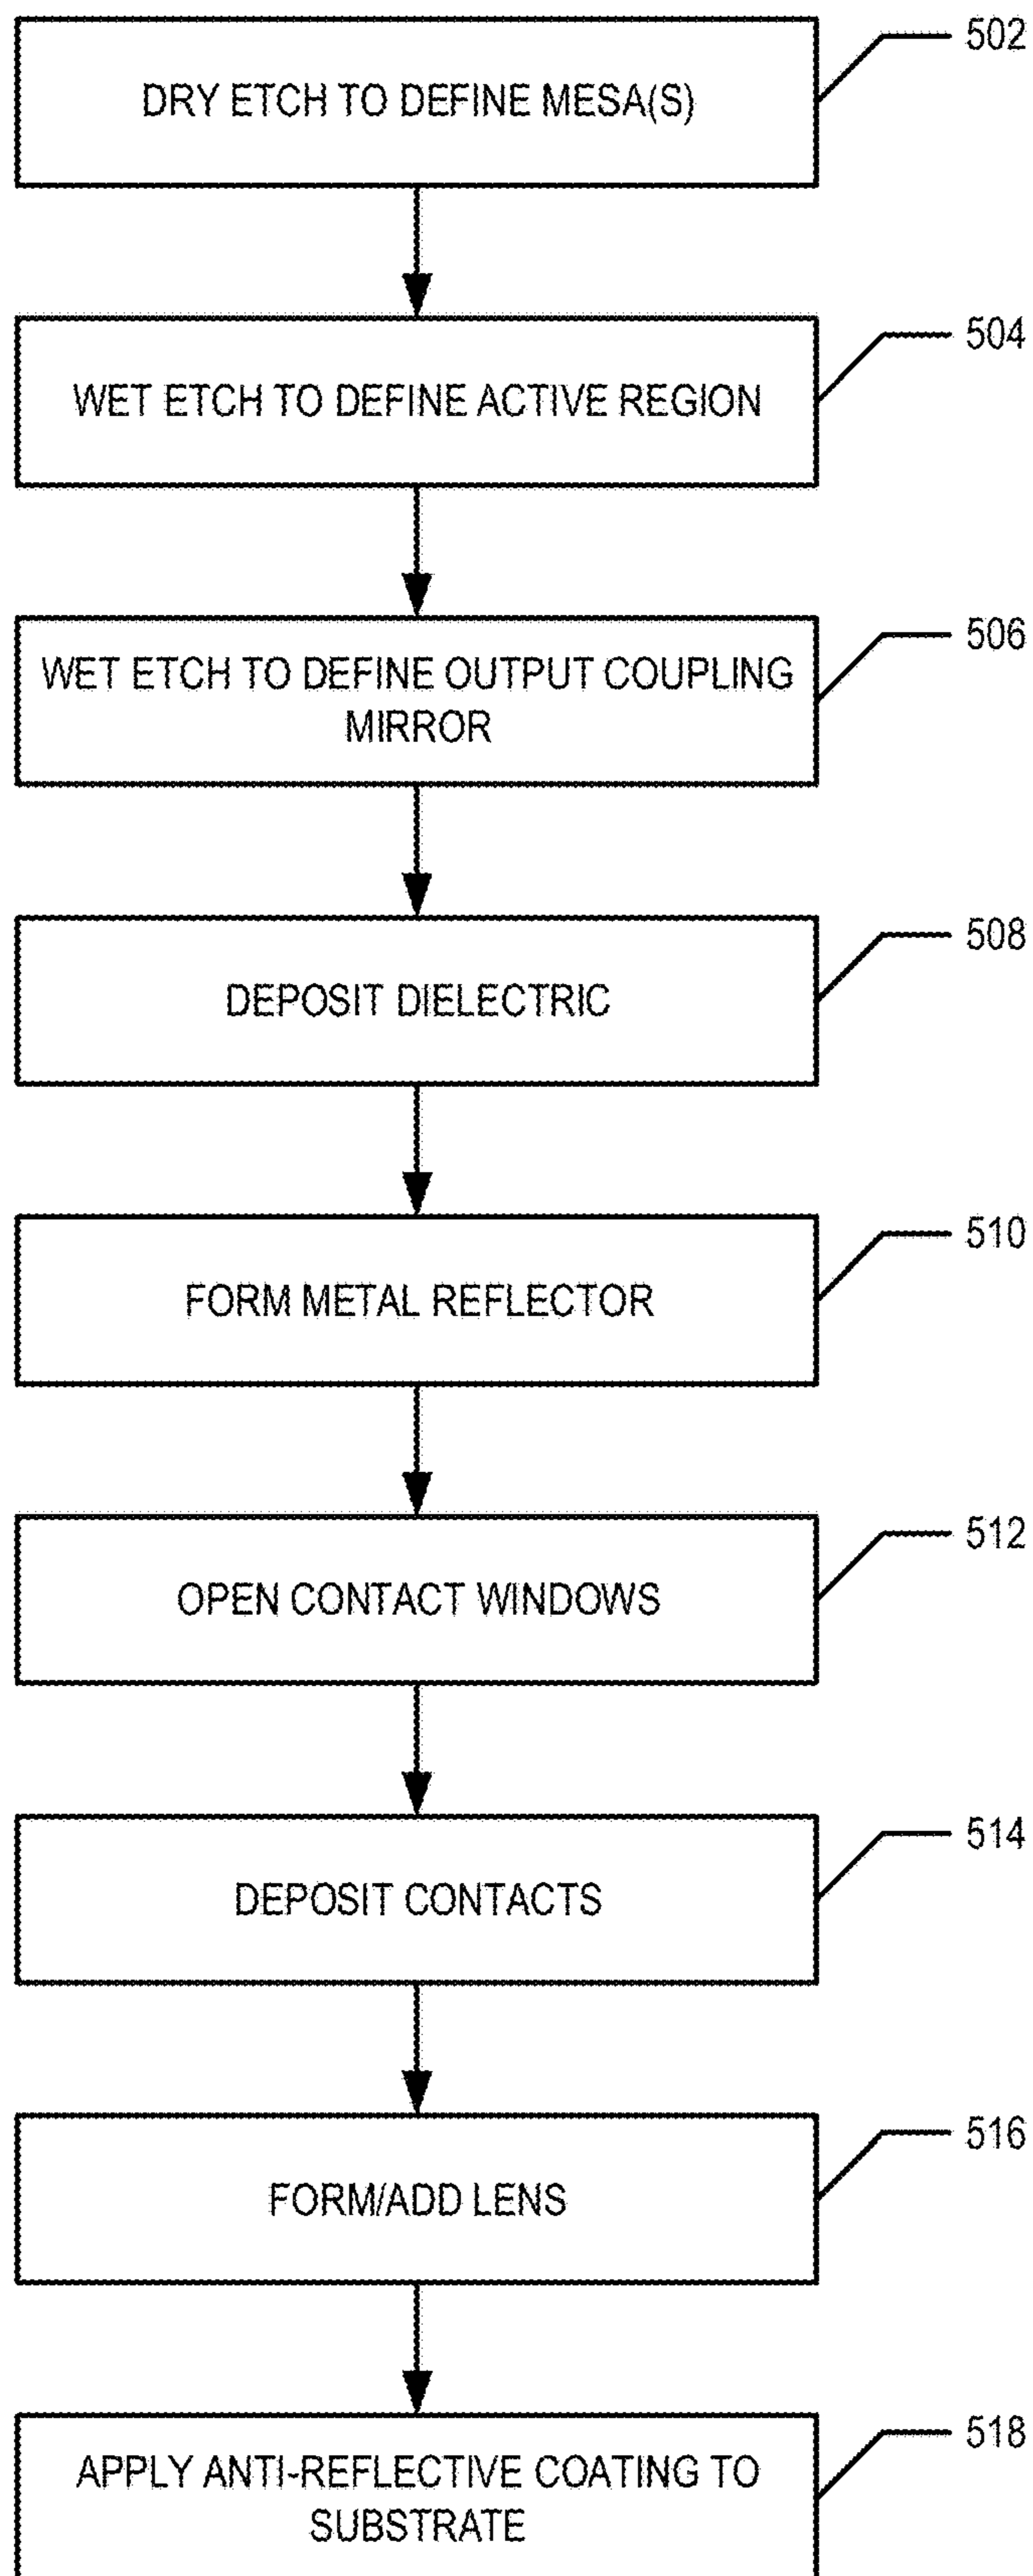 502
DRY ETCH TO DEFINE MESA(S)
504
WET ETCH TO DEFINE ACTIVE REGION
506
WET ETCH TO DEFINE OUTPUT COUPLING
MIRROR
508
DEPOSIT DIELECTRIC
510
FORM METAL REFLECTOR
512
OPEN CONTACT WINDOWS
514
DEPOSIT CONTACTS
516
FORM/ADD LENS
518
APPLY ANTI-REFLECTIVE COATING TO
SUBSTRATE